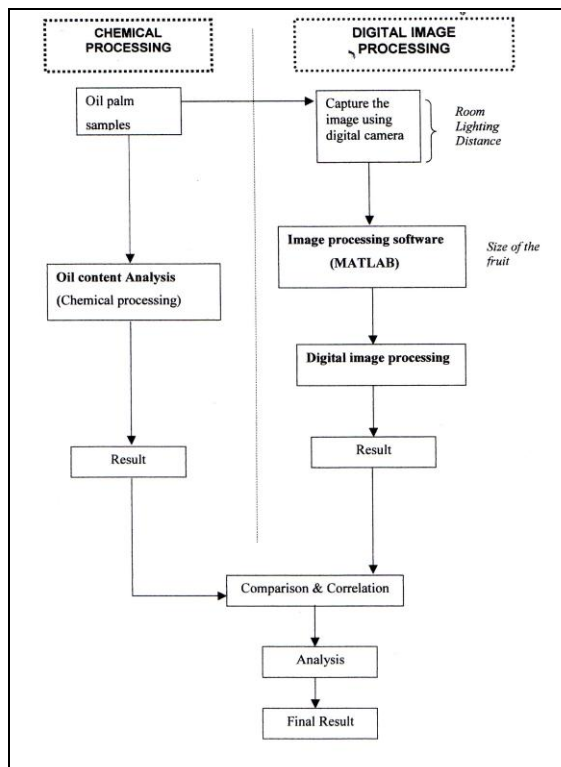 CHEMICAL
PROCESSING
DIGITAL IMAGE
PROCESSING
Oil palm
samples
Capture the
image using
digital camera
Room
Lighting
Distance
Image processing software
(MATLAB)
Size of the
fruit
Oil content Analysis
(Chemical processing)
Digital image processing
Result
Result
Comparison & Correlation
Analysis
Final Result